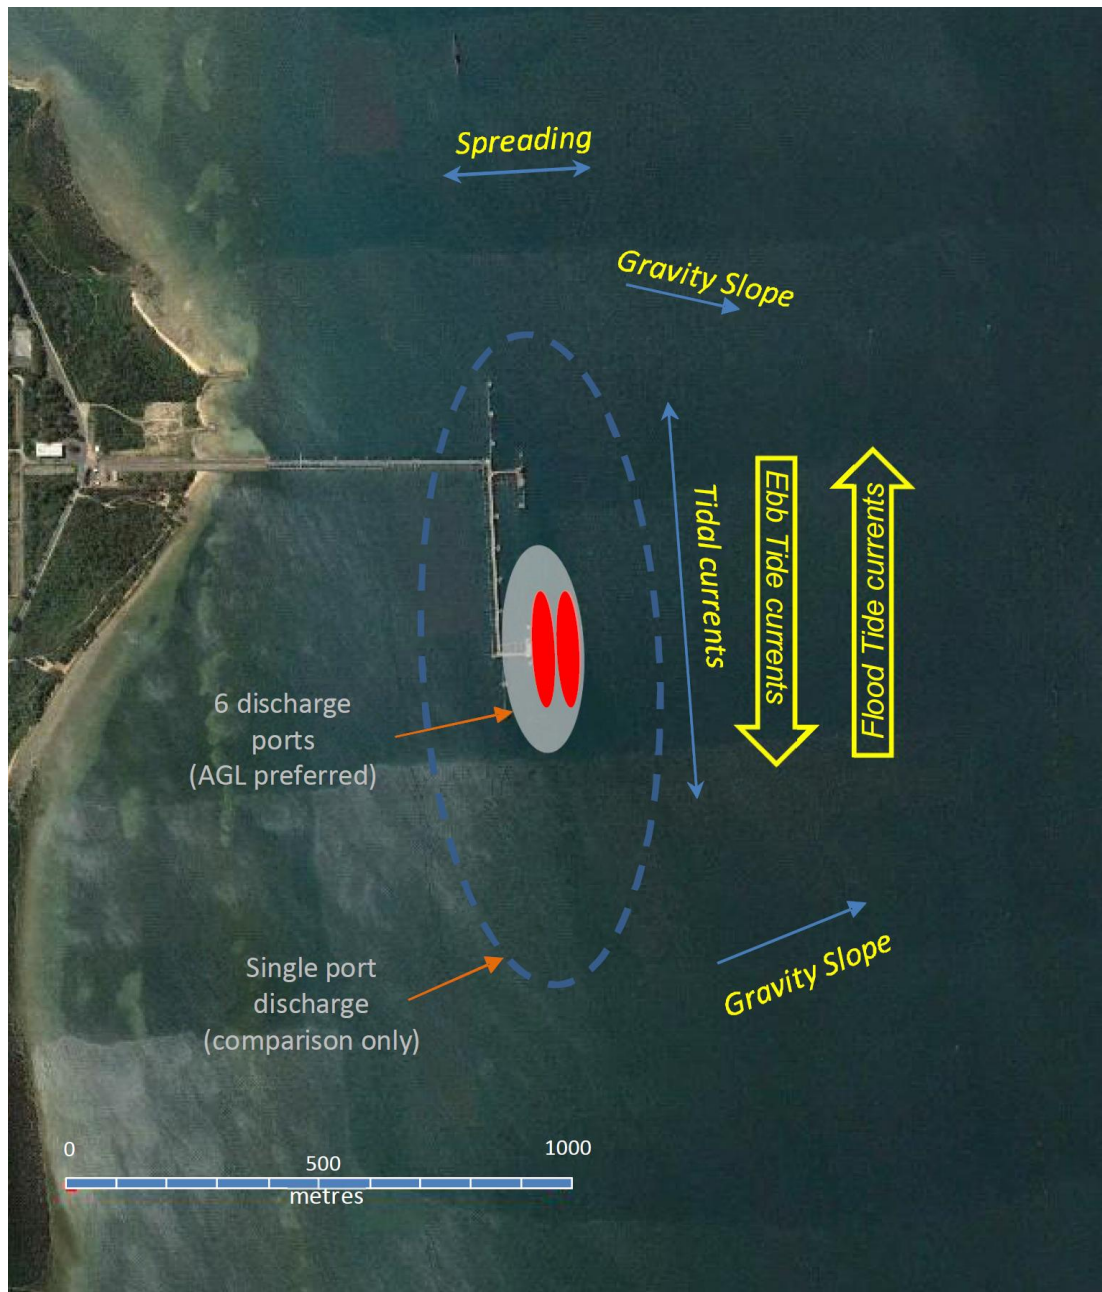 Spreading
Gravity Slope
Tidal currents
Ebb Tide currents
Flood Tide currents
6 discharge
ports
(AGL preferred)
Single port
discharge
(comparison only)
Gravity Slope
0
500
1000
metres